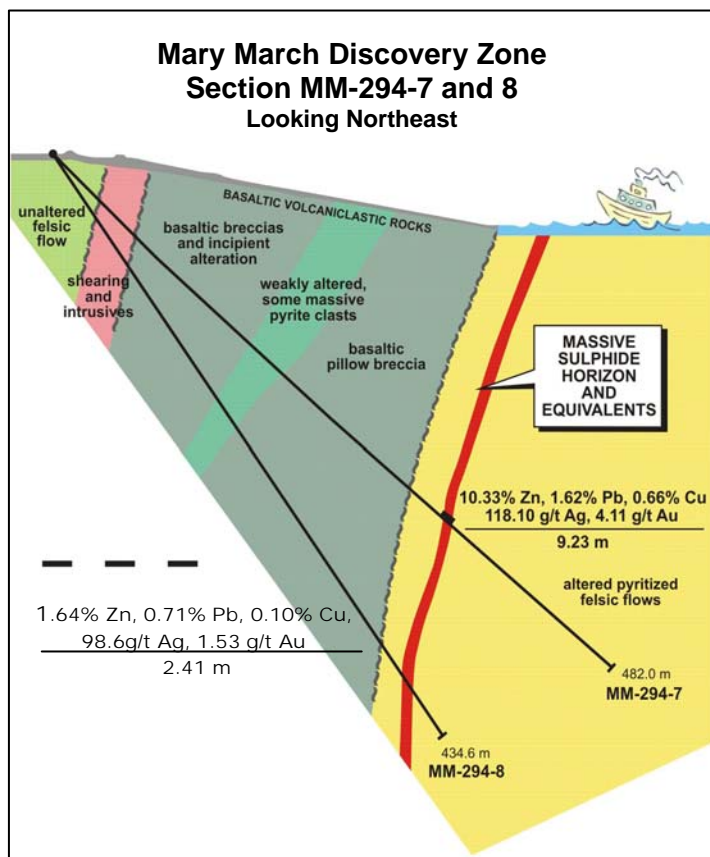 Mary March Discovery Zone
Section MM-294-7 and 8
Looking Northeast
unaltered
felsic
flow
shearing
and
intrusives
BASALTIC VOLCANICLASTIC ROCKS
basaltic breccias
and incipient
alteration
weakly altered,
some massive
pyrite clasts
basaltic
pillow breccia
MASSIVE
SULPHIDE
HORIZON
AND
EQUIVALENTS
10.33% Zn, 1.62% Pb, 0.66% Cu
118.10 g/t Ag, 4.11 g/t Au
9.23 m
altered pyritized
felsic flows
1.64% Zn, 0.71% Pb, 0.10% Cu,
98.6g/t Ag, 1.53 g/t Au
2.41 m
482.0 m
MM-294-7
434.6 m
MM-294-8